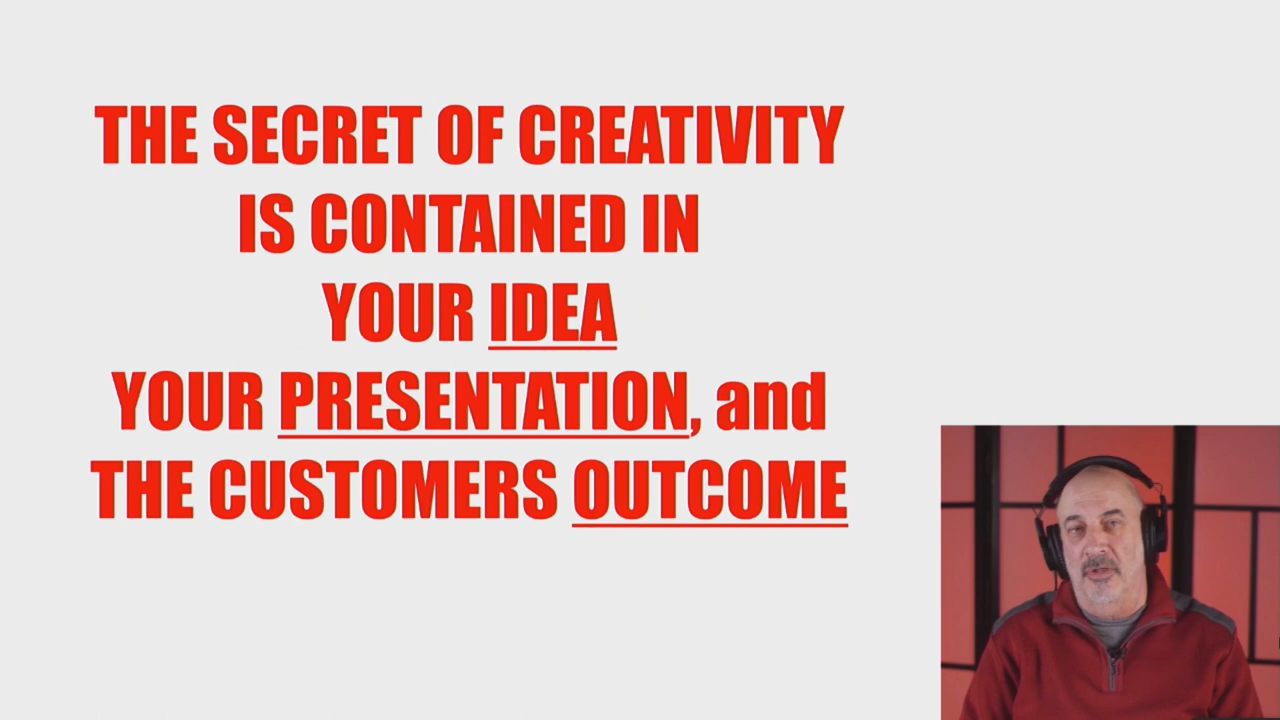 THE SECRET OF CREATIVITY
IS CONTAINED IN
YOUR IDEA
YOUR PRESENTATION, and
THE CUSTOMERS OUTCOME